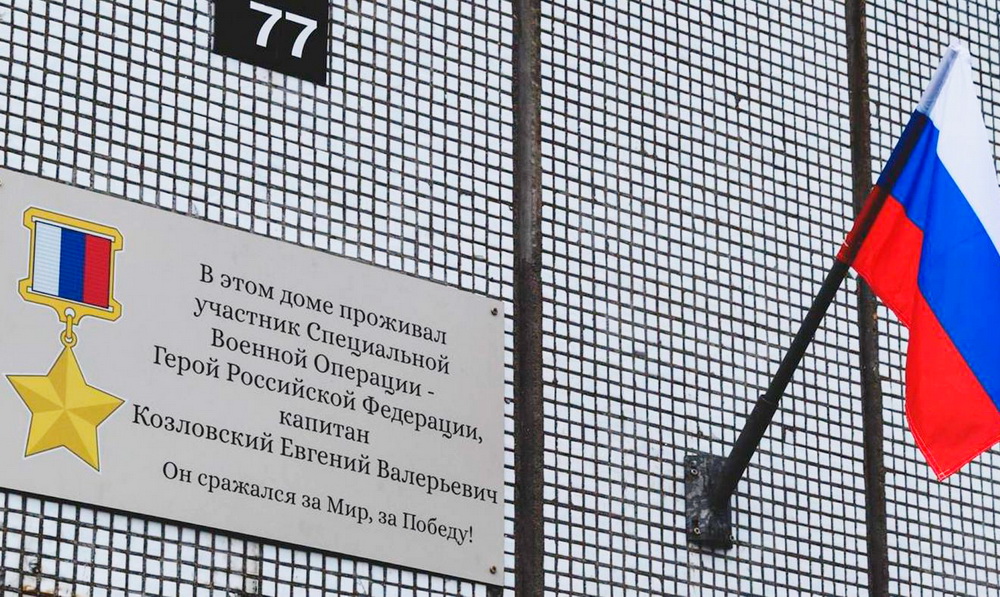 77
В этом доме проживал
участник Специальной
Военной Операции -
Герой Российской Федерации,
капитан
Козловский Евгений Валерьевич
Он сражался за Мир, за Победу!